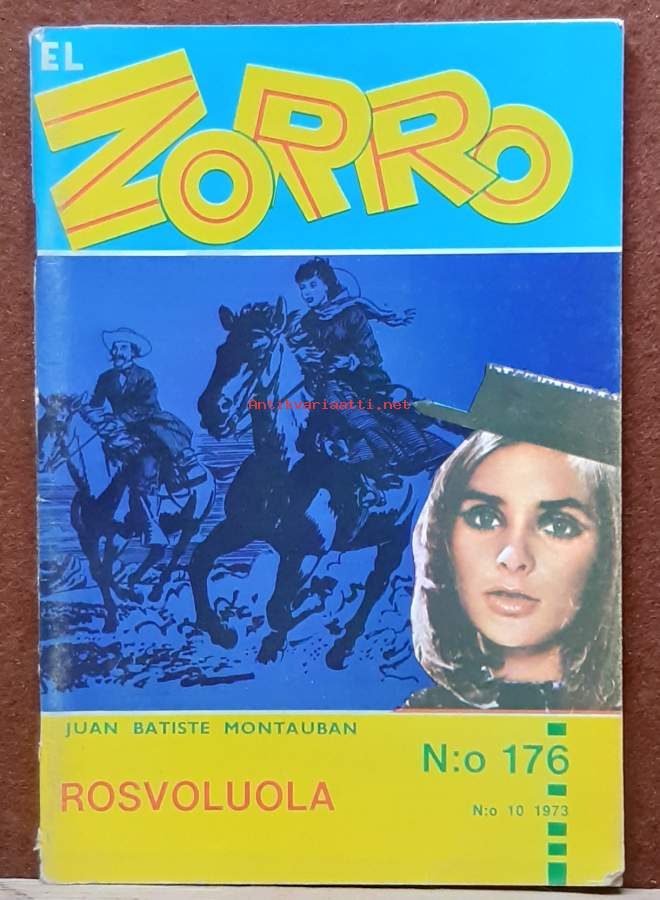 EL
ZORRO
Antikvariaatti.net
JUAN BATISTE MONTAUBAN
N:o 176
ROSVOLUOLA
N:o 10 1973